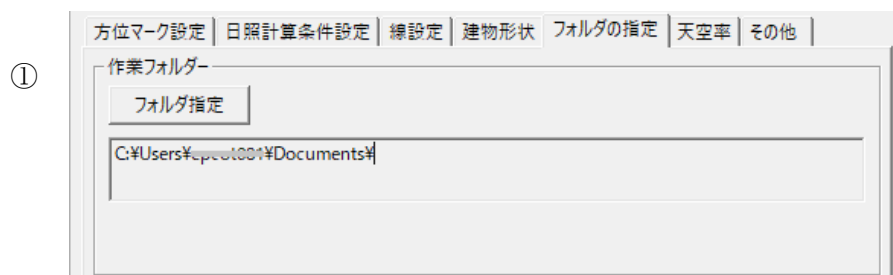 方位マーク設定 日照計算条件設定 線設定 建物形状 フォルダの指定 天空率 その他
①
作業フォルダー
フォルダ指定
C:¥Users¥ ¥Documents¥